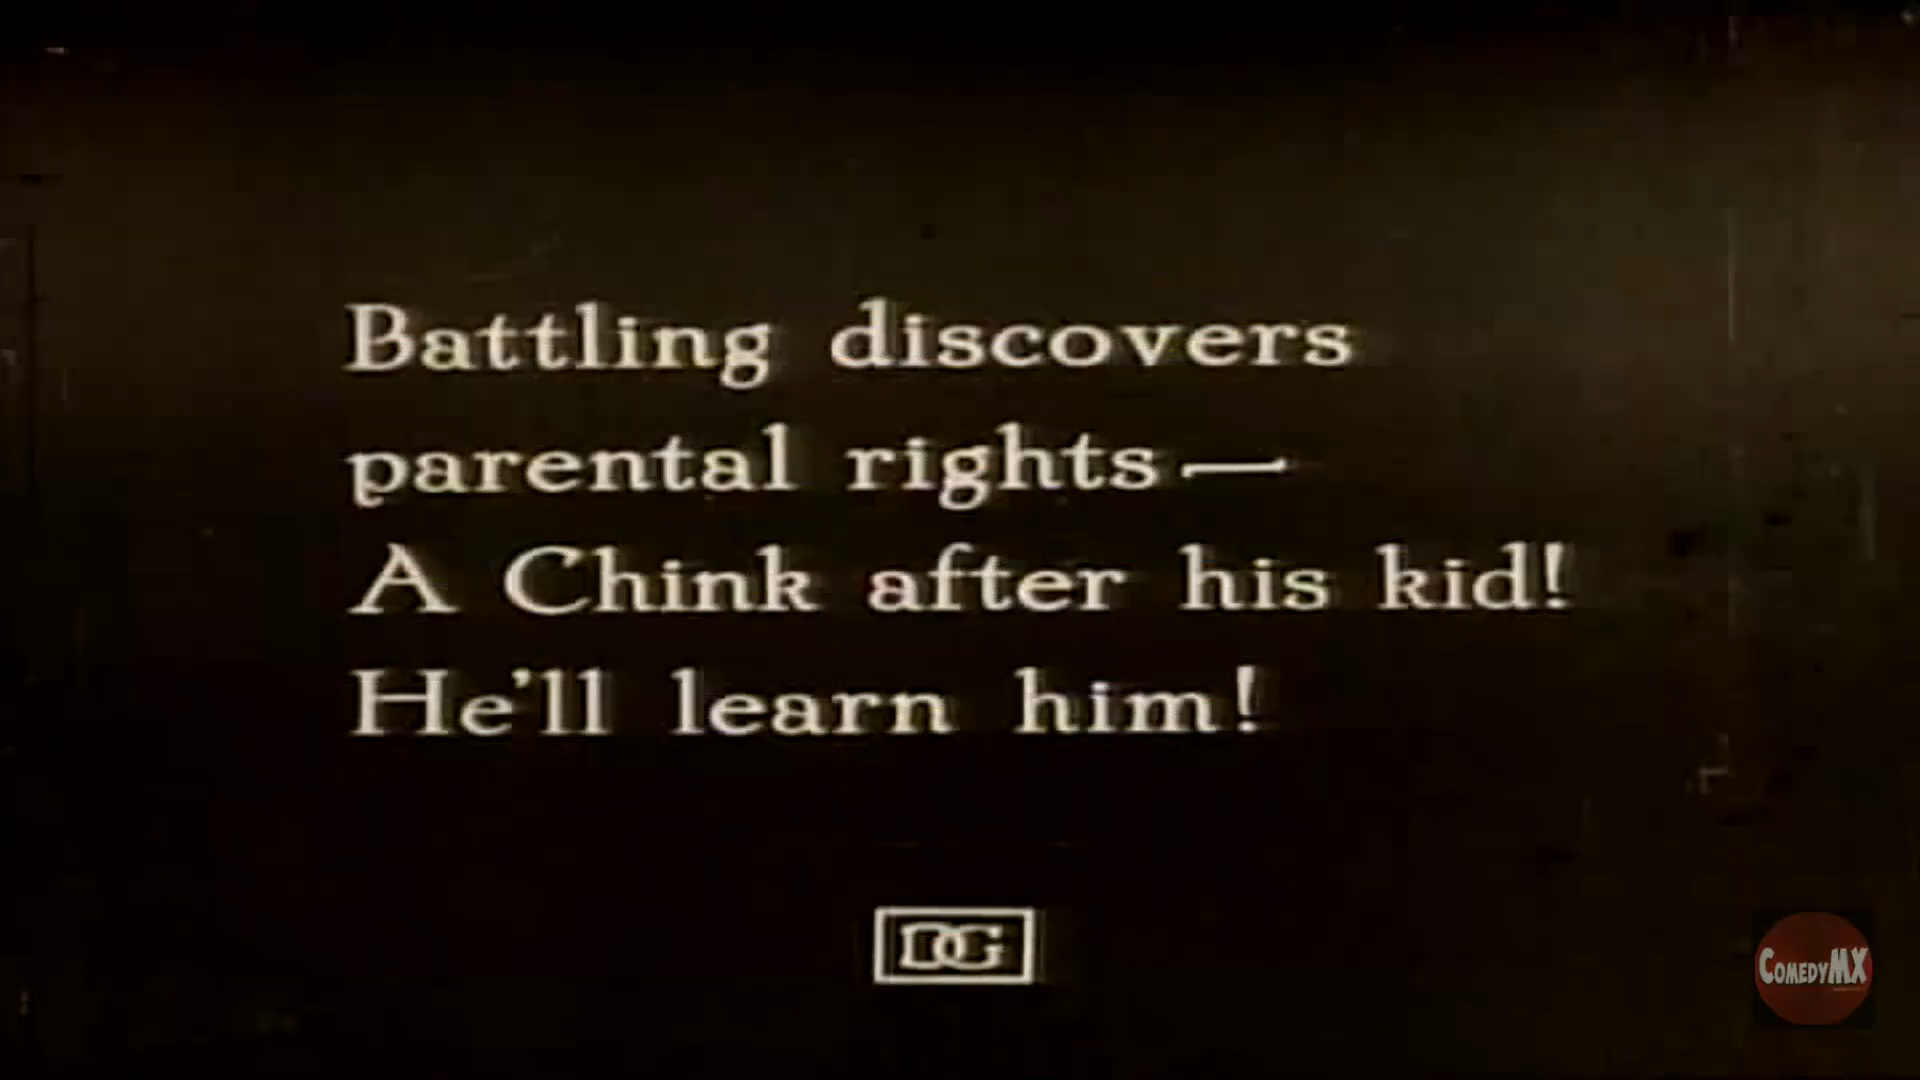 Battling discovers
parental rights—
A Chink after his kid!
He'll learn him!
DG
COMEDYMX